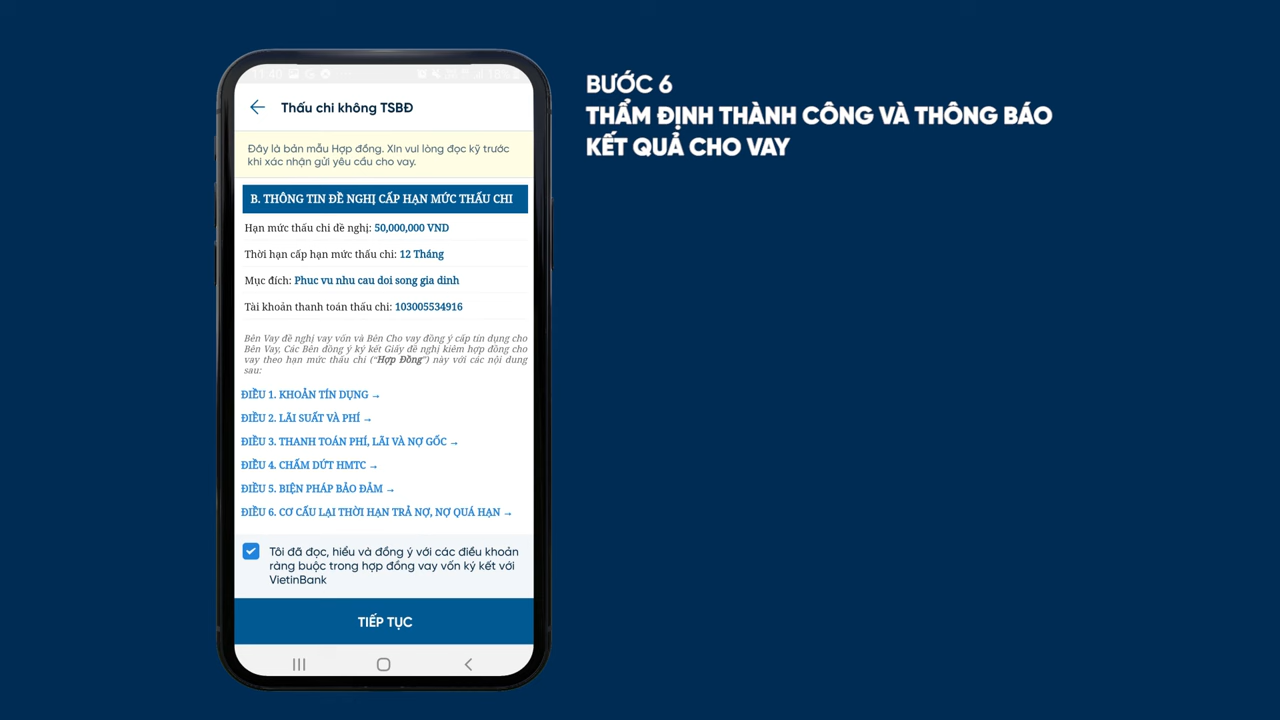 11:40
Thấu chi không TSBĐ
Đây là bản mẫu Hợp đồng. Xin vui lòng đọc kỹ trước
khi xác nhận gửi yêu cầu cho vay.
B. THÔNG TIN ĐỀ NGHỊ CẤP HẠN MỨC THẤU CHI
Hạn mức thấu chi đề nghị: 50,000,000 VND
Thời hạn cấp hạn mức thấu chi: 12 Tháng
Mục đích: Phuc vu nhu cau doi song gia dinh
Tài khoản thanh toán thấu chi: 103005534916
Bên Vay đề nghị vay vốn và Bên Cho vay đồng ý cấp tín dụng cho
Bên Vay, Các Bên đồng ý ký kết Giấy đề nghị kiêm hợp đồng cho
vay theo hạn mức thấu chi (“Hợp Đồng”) này với các nội dung
sau:
ĐIỀU 1. KHOẢN TÍN DỤNG →
ĐIỀU 2. LÃI SUẤT VÀ PHÍ →
ĐIỀU 3. THANH TOÁN PHÍ, LÃI VÀ NỢ GỐC →
ĐIỀU 4. CHẤM DỨT HMTC →
ĐIỀU 5. BIỆN PHÁP BẢO ĐẢM →
ĐIỀU 6. CƠ CẤU LẠI THỜI HẠN TRẢ NỢ, NỢ QUÁ HẠN →
Tôi đã đọc, hiểu và đồng ý với các điều khoản
ràng buộc trong hợp đồng vay vốn ký kết với
VietinBank
TIẾP TỤC
BƯỚC 6
THẨM ĐỊNH THÀNH CÔNG VÀ THÔNG BÁO
KẾT QUẢ CHO VAY